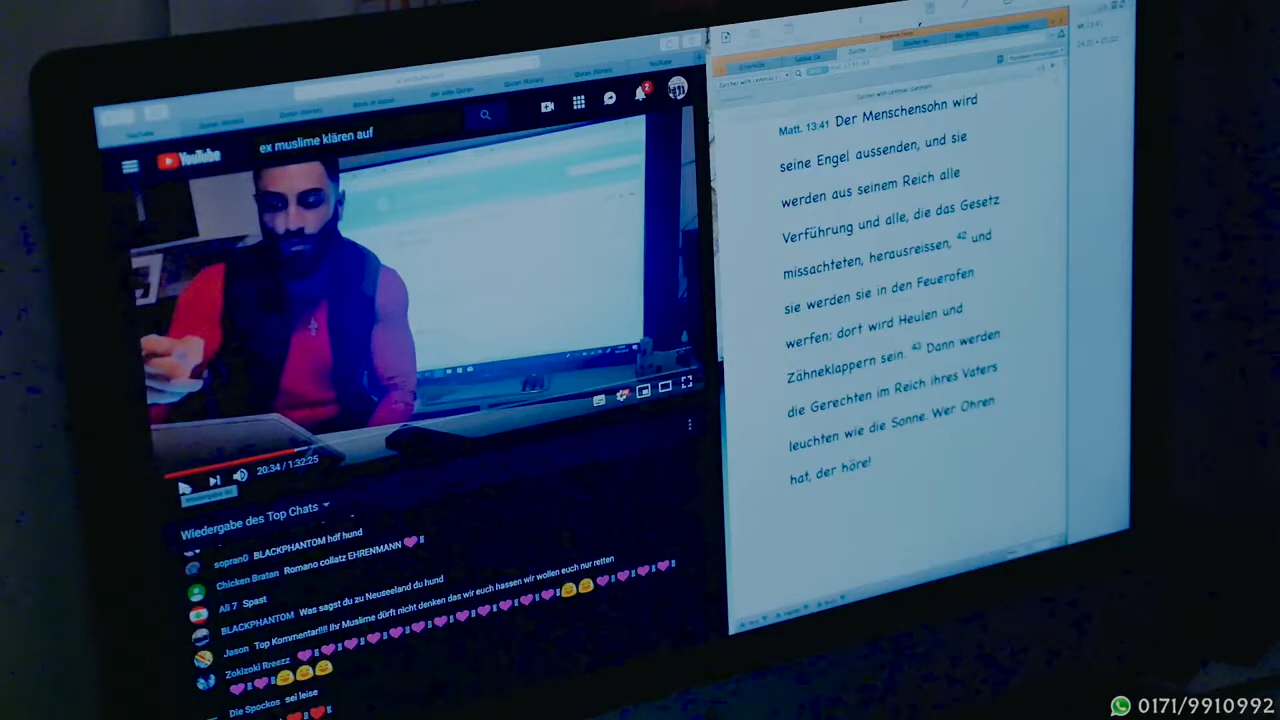 YouTube
ex muslime klären auf
2
20:34 / 1:32:25
Wiedergabe (k)
Wiedergabe des Top Chats
sopran0 BLACKPHANTOM hdf hund
Chicken Bratan Romano collatz EHRENMANN
Ali 7 Spast
BLACKPHANTOM Was sagst du zu Neuseeland du hund
Jason Top Kommentar!!!! Ihr Muslime dürft nicht denken das wir euch hassen wir wollen euch nur retten
Zokizoki Rreezz
Die Spockos sei leise
Matt. 13:41 Der Menschensohn wird
seine Engel aussenden, und sie
werden aus seinem Reich alle
Verführung und alle, die das Gesetz
missachteten, herausreissen, 42 und
sie werden sie in den Feuerofen
werfen; dort wird Heulen und
Zähneklappern sein. 43 Dann werden
die Gerechten im Reich ihres Vaters
leuchten wie die Sonne. Wer Ohren
hat, der höre!
0171/9910992